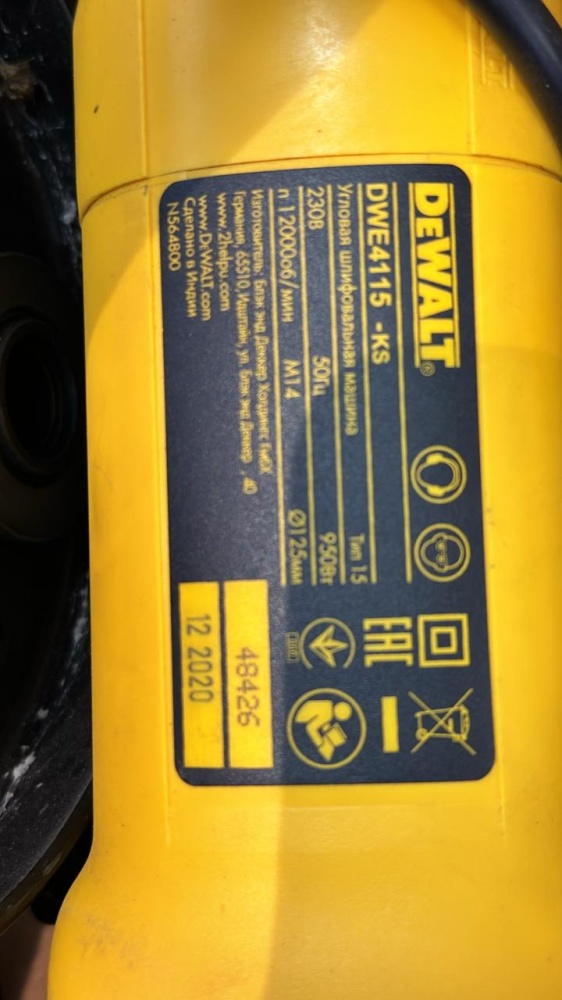 DEWALT®
DWE4115 -KS
Угловая шлифовальная машина Тип 15
230В 50Гц 950Вт
n 12000об/мин M14 Ø125мм
Изготовитель: Блэк энд Деккер Холдингс ГмбХ
Германия, 65510, Идштайн, ул. Блэк энд Деккер , 40
www.2helpu.com
www.DEWALT.com
Сделано в Индии
N564800
EAC
48426
12 2020